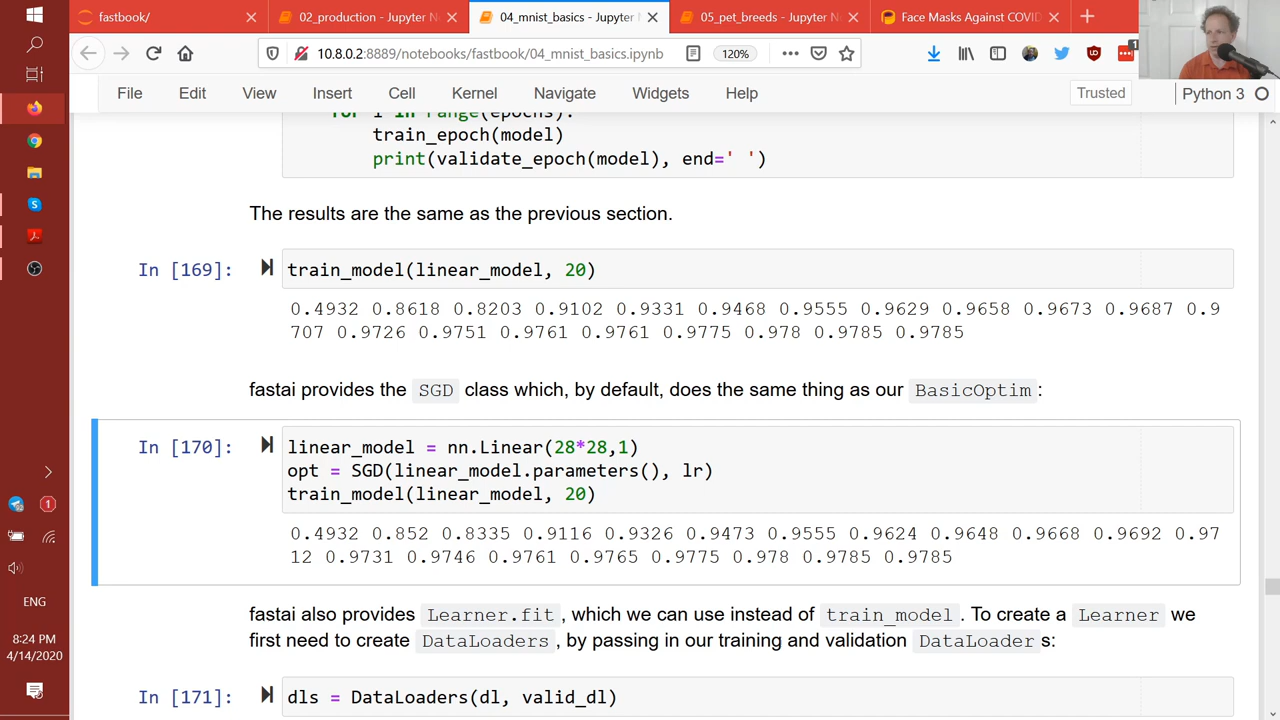 fastbook/
02_production - Jupyter N
04_mnist_basics - Jupyter
05_pet_breeds - Jupyter N
Face Masks Against COVID
10.8.0.2:8889/notebooks/fastbook/04_mnist_basics.ipynb
120%
1
File Edit View Insert Cell Kernel Navigate Widgets Help
Trusted
Python 3
for i in range(epochs):
train_epoch(model)
print(validate_epoch(model), end=' ')
The results are the same as the previous section.
In [169]:
train_model(linear_model, 20)
0.4932 0.8618 0.8203 0.9102 0.9331 0.9468 0.9555 0.9629 0.9658 0.9673 0.9687 0.9
707 0.9726 0.9751 0.9761 0.9761 0.9775 0.978 0.9785 0.9785
fastai provides the SGD class which, by default, does the same thing as our BasicOptim:
In [170]:
linear_model = nn.Linear(28*28,1)
opt = SGD(linear_model.parameters(), lr)
train_model(linear_model, 20)
0.4932 0.852 0.8335 0.9116 0.9326 0.9473 0.9555 0.9624 0.9648 0.9668 0.9692 0.97
12 0.9731 0.9746 0.9761 0.9765 0.9775 0.978 0.9785 0.9785
fastai also provides Learner.fit, which we can use instead of train_model. To create a Learner we
first need to create DataLoaders, by passing in our training and validation DataLoaders:
In [171]:
dls = DataLoaders(dl, valid_dl)
1
ENG
8:24 PM
4/14/2020